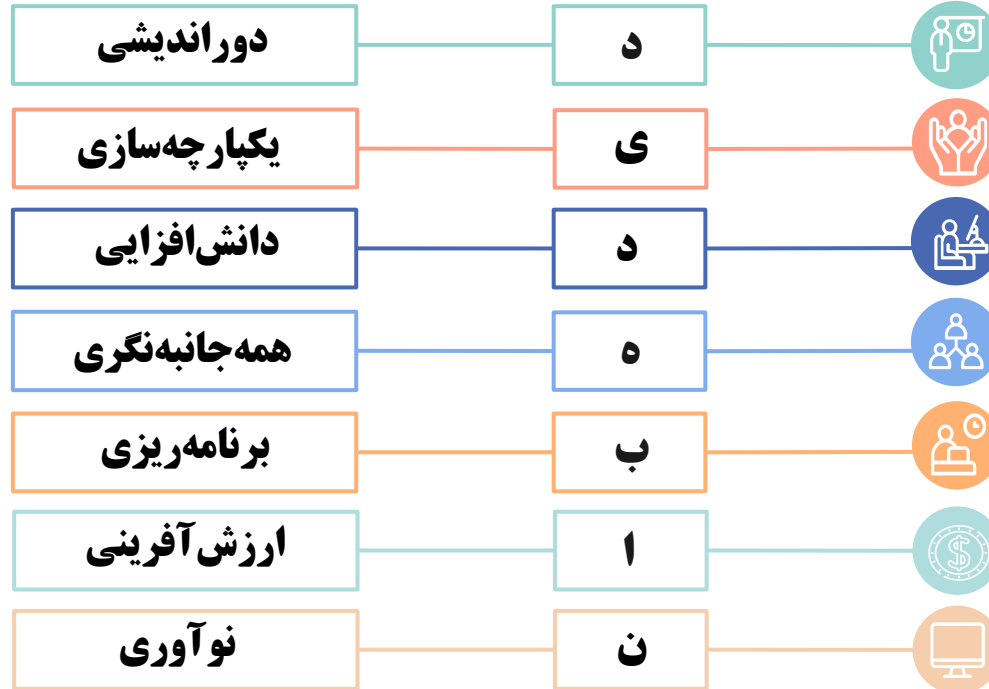 د دوراندیشی
ی یکپارچه‌سازی
د دانش‌افزایی
ه همه‌جانبه‌نگری
ب برنامه‌ریزی
ا ارزش‌آفرینی
ن نوآوری